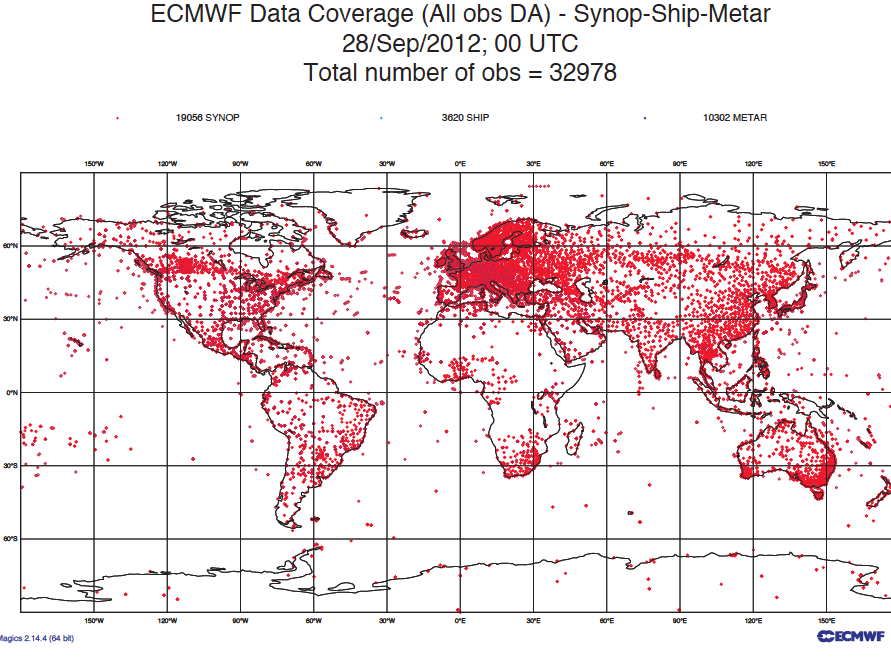 ECMWF Data Coverage (All obs DA) - Synop-Ship-Metar
28/Sep/2012; 00 UTC
Total number of obs = 32978
19056 SYNOP 3620 SHIP 10302 METAR
150°W 120°W 90°W 60°W 30°W 0°E 30°E 60°E 90°E 120°E 150°E
60°N
30°N
0°N
30°S
60°S
150°W 120°W 90°W 60°W 30°W 0°E 30°E 60°E 90°E 120°E 150°E
Magics 2.14.4 (64 bit) ECMWF